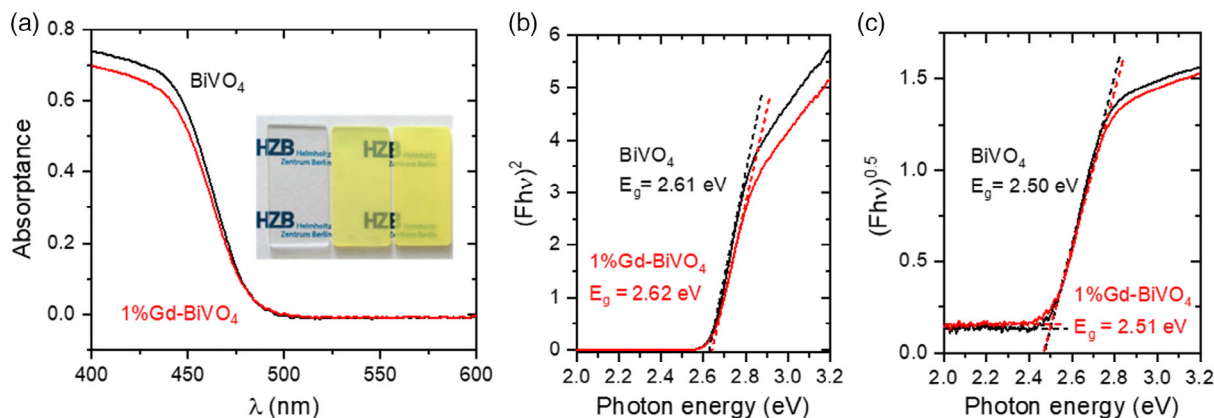 (a)
0.8
0.6
0.4
0.2
0.0
Absorptance
BiVO₄
1%Gd-BiVO₄
HZB Helmholtz
Zentrum Berlin
HZB
HZB Helmholtz
Zentrum Berlin
HZB
400 450 500 550 600
λ (nm)
(b)
6
5
4
3
2
1
0
(Fhν)²
BiVO₄
E_g= 2.61 eV
1%Gd-BiVO₄
E_g = 2.62 eV
2.0 2.2 2.4 2.6 2.8 3.0 3.2
Photon energy (eV)
(c)
1.5
1.0
0.5
0.0
(Fhν)^0.5
BiVO₄
E_g= 2.50 eV
1%Gd-BiVO₄
E_g = 2.51 eV
2.0 2.2 2.4 2.6 2.8 3.0 3.2
Photon energy (eV)